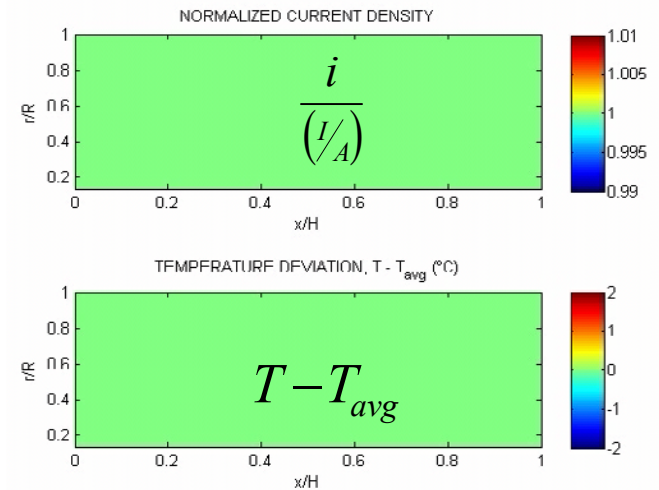 NORMALIZED CURRENT DENSITY
1
0.8
0.6
0.4
0.2
r/R
0 0.2 0.4 0.6 0.8 1
x/H
i
(I/A)
1.01
1.005
1
0.995
0.99
TEMPERATURE DEVIATION, T - Tavg (°C)
1
0.8
0.6
0.4
0.2
r/R
0 0.2 0.4 0.6 0.8 1
x/H
T – Tavg
2
1
0
-1
-2